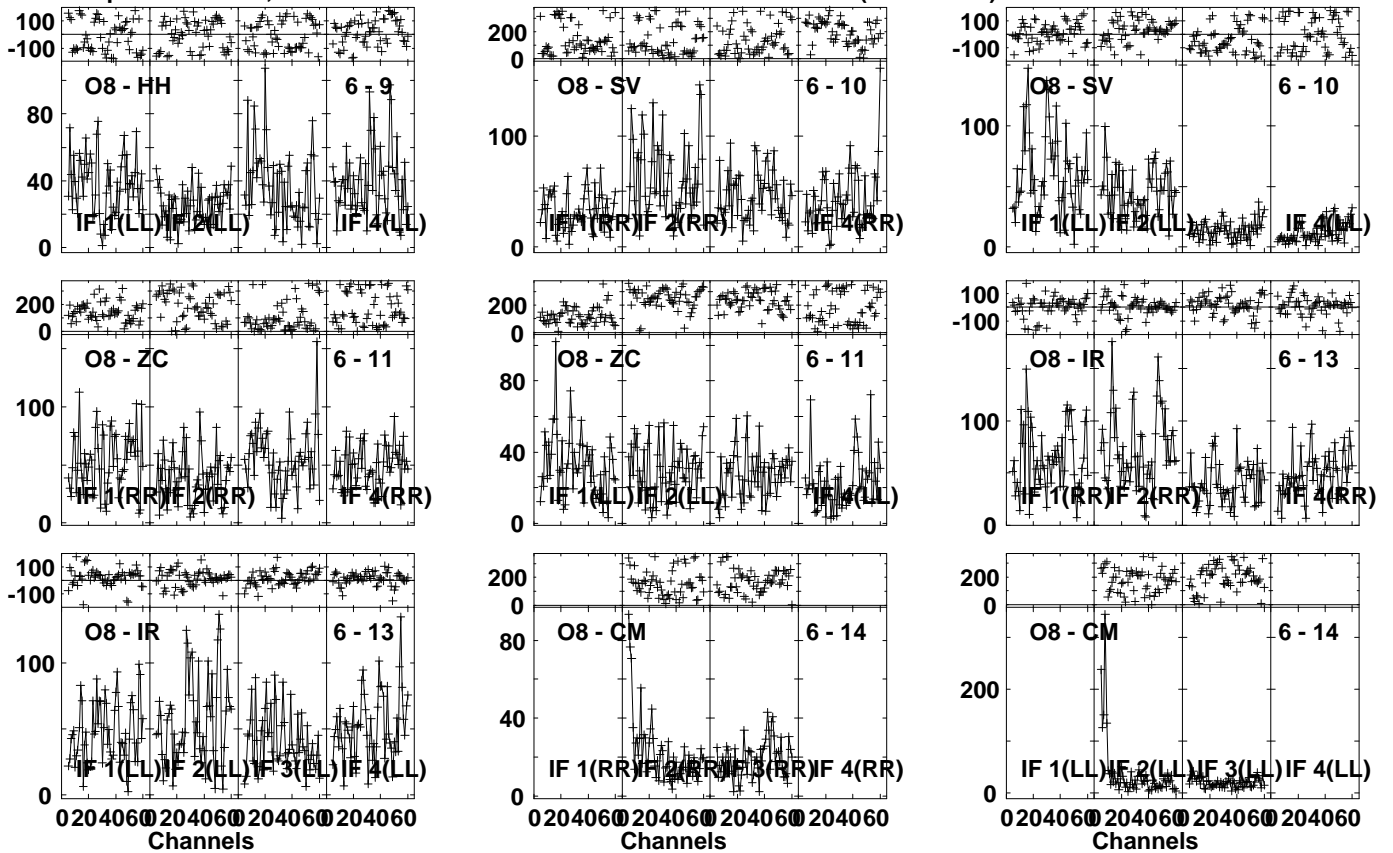 100
-100
O8 - HH 6 - 9
80
40
0
IF 1(LL) IF 2(LL) IF 4(LL)
200
0
O8 - SV 6 - 10
100
0
IF 1(RR) IF 2(RR) IF 4(RR)
100
-100
O8 - SV 6 - 10
100
0
IF 1(LL) IF 2(LL) IF 4(LL)
200
0
O8 - ZC 6 - 11
100
0
IF 1(RR) IF 2(RR) IF 4(RR)
200
0
O8 - ZC 6 - 11
80
40
0
IF 1(LL) IF 2(LL) IF 4(LL)
100
-100
O8 - IR 6 - 13
100
0
IF 1(RR) IF 2(RR) IF 4(RR)
100
-100
O8 - IR 6 - 13
100
0
IF 1(LL) IF 2(LL) IF 3(LL) IF 4(LL)
0 20 40 60 0 20 40 60 0 20 40 60 0 20 40 60
Channels
200
0
O8 - CM 6 - 14
80
40
0
IF 1(RR) IF 2(RR) IF 3(RR) IF 4(RR)
0 20 40 60 0 20 40 60 0 20 40 60 0 20 40 60
Channels
200
0
O8 - CM 6 - 14
200
0
IF 1(LL) IF 2(LL) IF 3(LL) IF 4(LL)
0 20 40 60 0 20 40 60 0 20 40 60 0 20 40 60
Channels